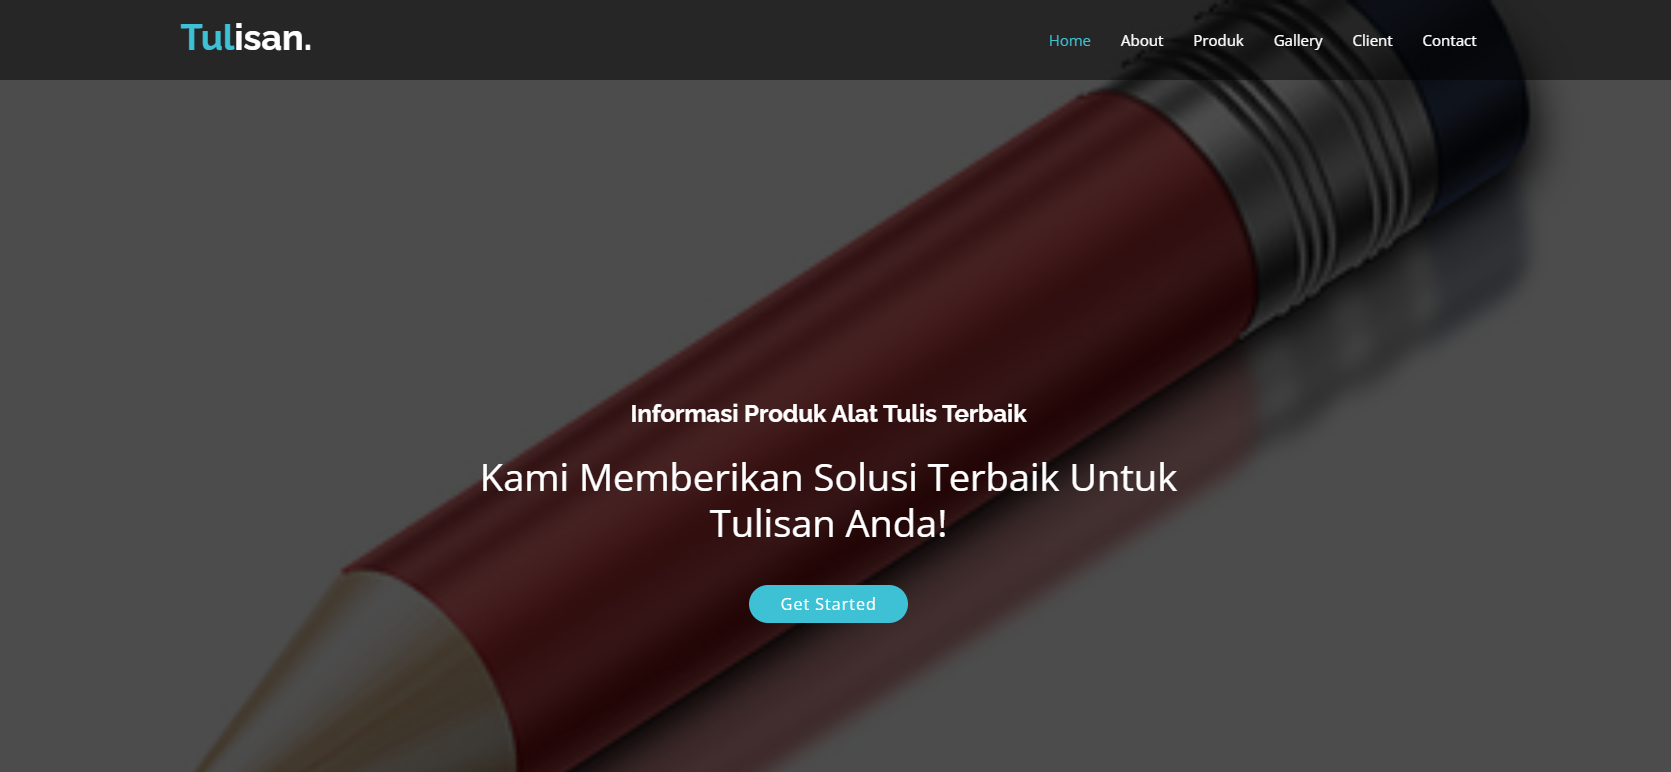 Tulisan.
Home About Produk Gallery Client Contact
Informasi Produk Alat Tulis Terbaik
Kami Memberikan Solusi Terbaik Untuk
Tulisan Anda!
Get Started